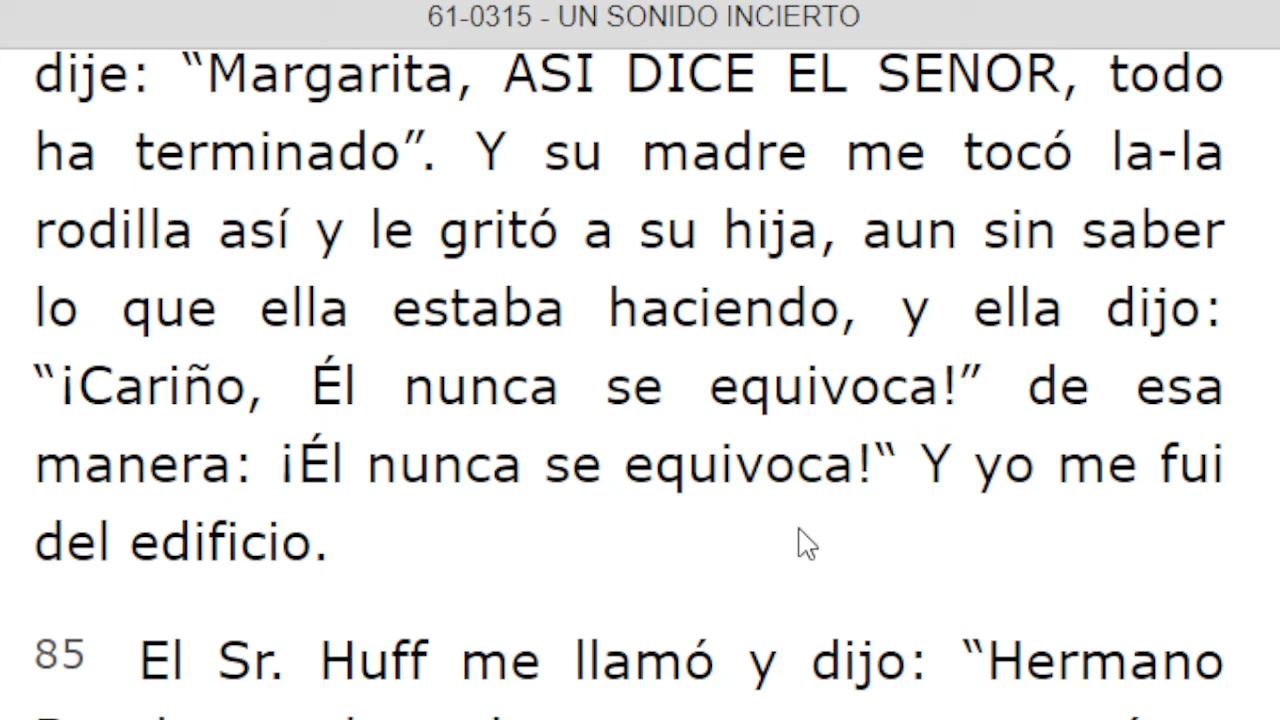 61-0315 - UN SONIDO INCIERTO
dije: “Margarita, ASI DICE EL SEÑOR, todo
ha terminado”. Y su madre me tocó la-la
rodilla así y le gritó a su hija, aun sin saber
lo que ella estaba haciendo, y ella dijo:
“¡Cariño, Él nunca se equivoca!” de esa
manera: ¡Él nunca se equivoca!“ Y yo me fui
del edificio.
85 El Sr. Huff me llamó y dijo: “Hermano